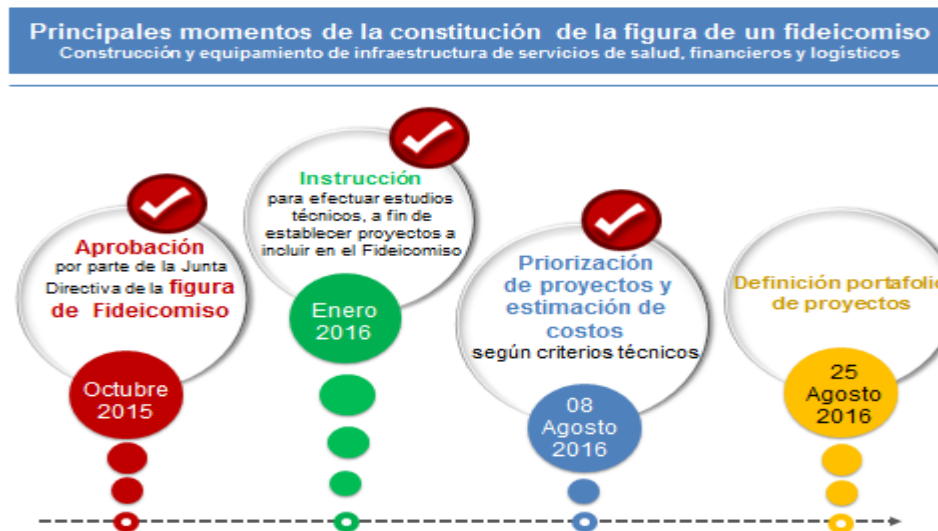 Principales momentos de la constitución de la figura de un fideicomiso
Construcción y equipamiento de infraestructura de servicios de salud, financieros y logísticos
Aprobación
por parte de la Junta
Directiva de la figura
de Fideicomiso
Octubre
2015
Instrucción
para efectuar estudios
técnicos, a fin de
establecer proyectos a
incluir en el Fideicomiso
Enero
2016
Priorización
de proyectos y
estimación de
costos
según criterios técnicos
08
Agosto
2016
Definición portafolio
de proyectos
25
Agosto
2016